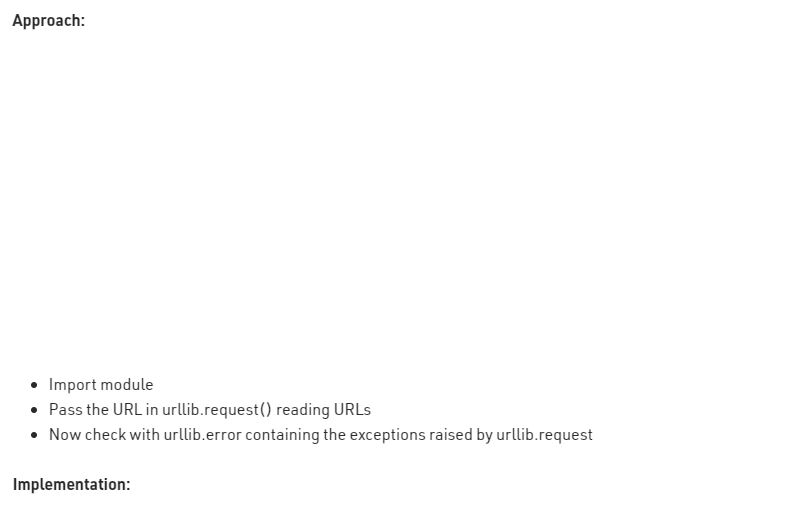 Approach:
Import module
Pass the URL in urllib.request() reading URLs
Now check with urllib.error containing the exceptions raised by urllib.request
Implementation: